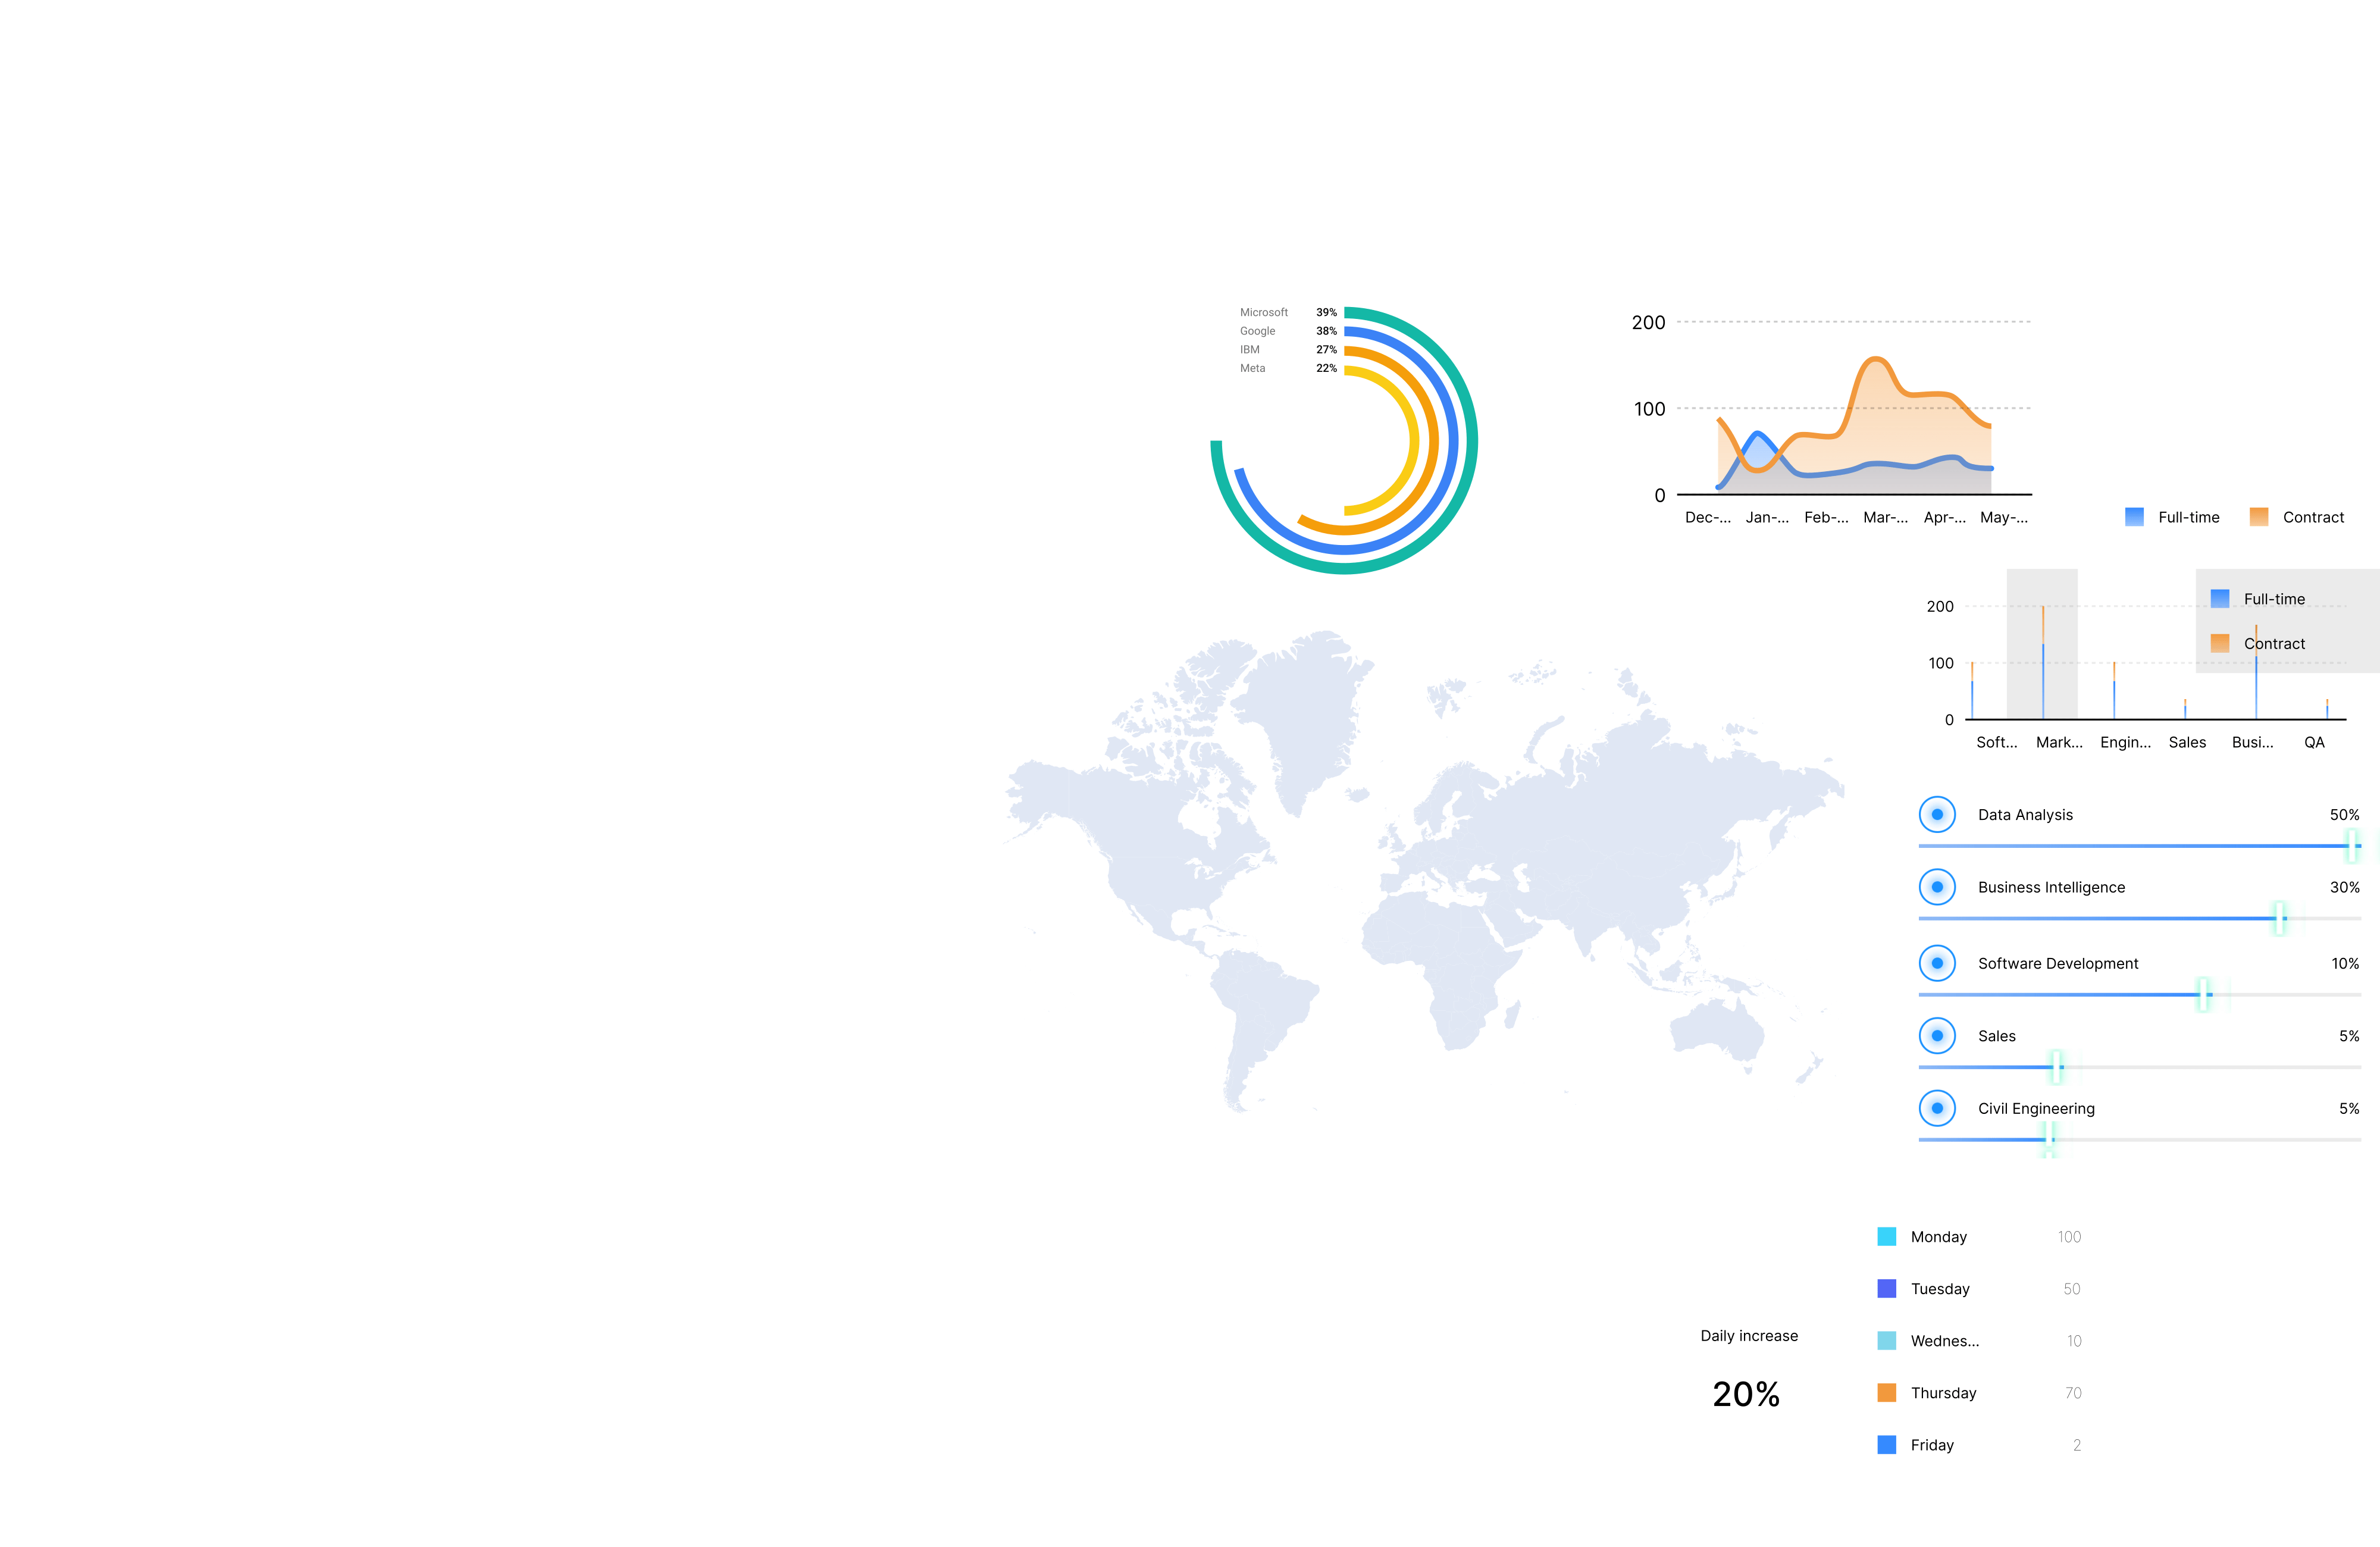 Microsoft 39%
Google 38%
IBM 27%
Meta 22%
200
100
0
Dec-... Jan-... Feb-... Mar-... Apr-... May-...
Full-time Contract
200
100
0
Full-time
Contract
Soft... Mark... Engin... Sales Busi... QA
Data Analysis 50%
Business Intelligence 30%
Software Development 10%
Sales 5%
Civil Engineering 5%
Daily increase
20%
Monday 100
Tuesday 50
Wednes... 10
Thursday 70
Friday 2